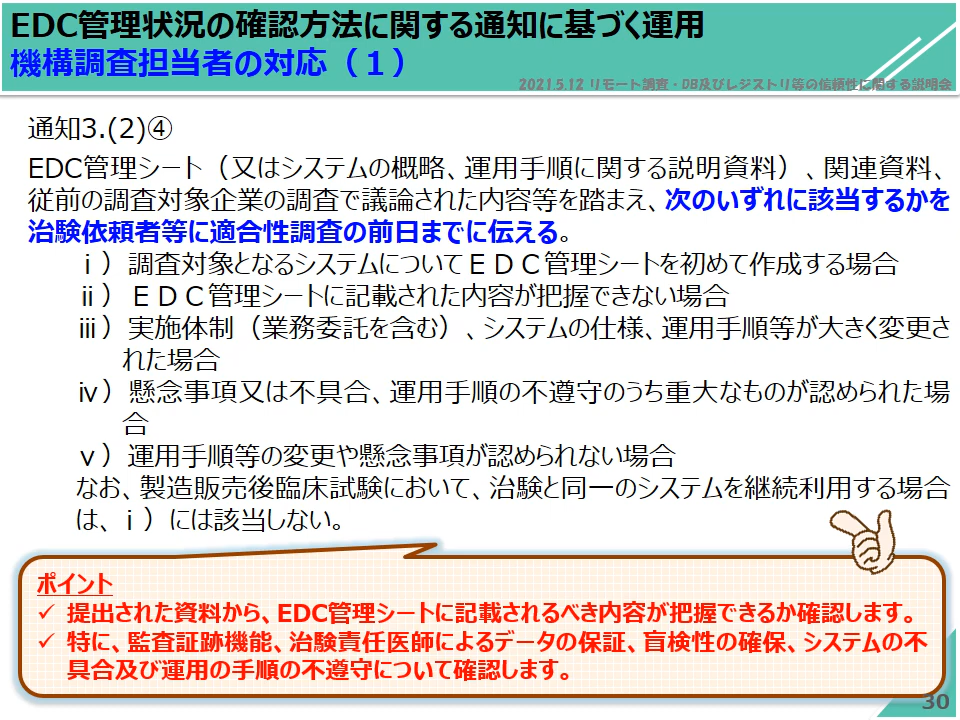 EDC管理状況の確認方法に関する通知に基づく運用
機構調査担当者の対応（１）
2021.5.12 リモート調査・DB及びレジストリ等の信頼性に関する説明会
通知3.(2)④
EDC管理シート（又はシステムの概略、運用手順に関する説明資料）、関連資料、
従前の調査対象企業の調査で議論された内容等を踏まえ、次のいずれに該当するかを
治験依頼者等に適合性調査の前日までに伝える。
ⅰ）調査対象となるシステムについてＥＤＣ管理シートを初めて作成する場合
ⅱ）ＥＤＣ管理シートに記載された内容が把握できない場合
ⅲ）実施体制（業務委託を含む）、システムの仕様、運用手順等が大きく変更さ
れた場合
ⅳ）懸念事項又は不具合、運用手順の不遵守のうち重大なものが認められた場
合
ⅴ）運用手順等の変更や懸念事項が認められない場合
なお、製造販売後臨床試験において、治験と同一のシステムを継続利用する場合
は、ⅰ）には該当しない。
ポイント
✓ 提出された資料から、EDC管理シートに記載されるべき内容が把握できるか確認します。
✓ 特に、監査証跡機能、治験責任医師によるデータの保証、盲検性の確保、システムの不
具合及び運用の手順の不遵守について確認します。
30